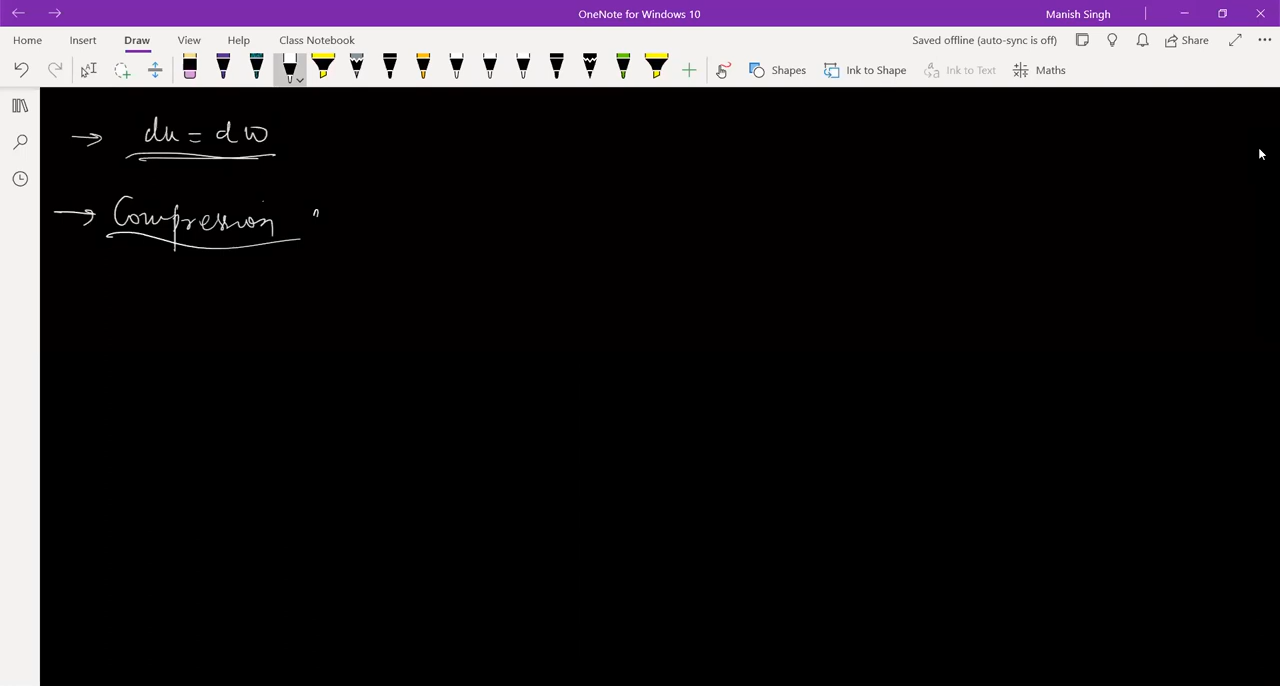 OneNote for Windows 10
Manish Singh
Home Insert Draw View Help Class Notebook
Saved offline (auto-sync is off) Share
Shapes Ink to Shape Ink to Text Maths
→ du = dw
→ Compression "